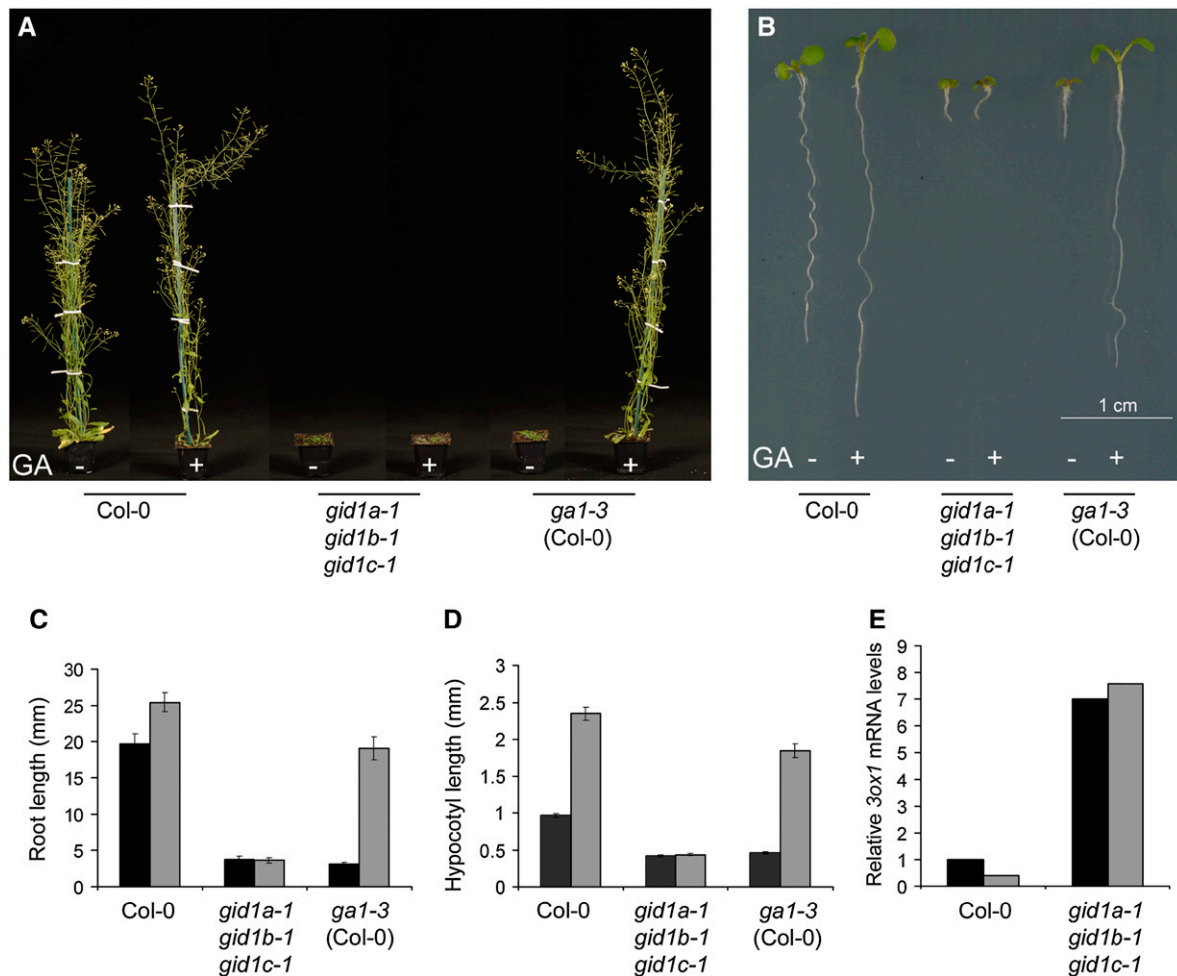 A
GA - + - + - +
Col-0 gid1a-1 ga1-3
gid1b-1 (Col-0)
gid1c-1
B
1 cm
GA - + - + - +
Col-0 gid1a-1 ga1-3
gid1b-1 (Col-0)
gid1c-1
C
Root length (mm)
30
25
20
15
10
5
0
Col-0 gid1a-1 ga1-3
gid1b-1 (Col-0)
gid1c-1
D
Hypocotyl length (mm)
3
2.5
2
1.5
1
0.5
0
Col-0 gid1a-1 ga1-3
gid1b-1 (Col-0)
gid1c-1
E
Relative 3ox1 mRNA levels
9
8
7
6
5
4
3
2
1
0
Col-0 gid1a-1
gid1b-1
gid1c-1